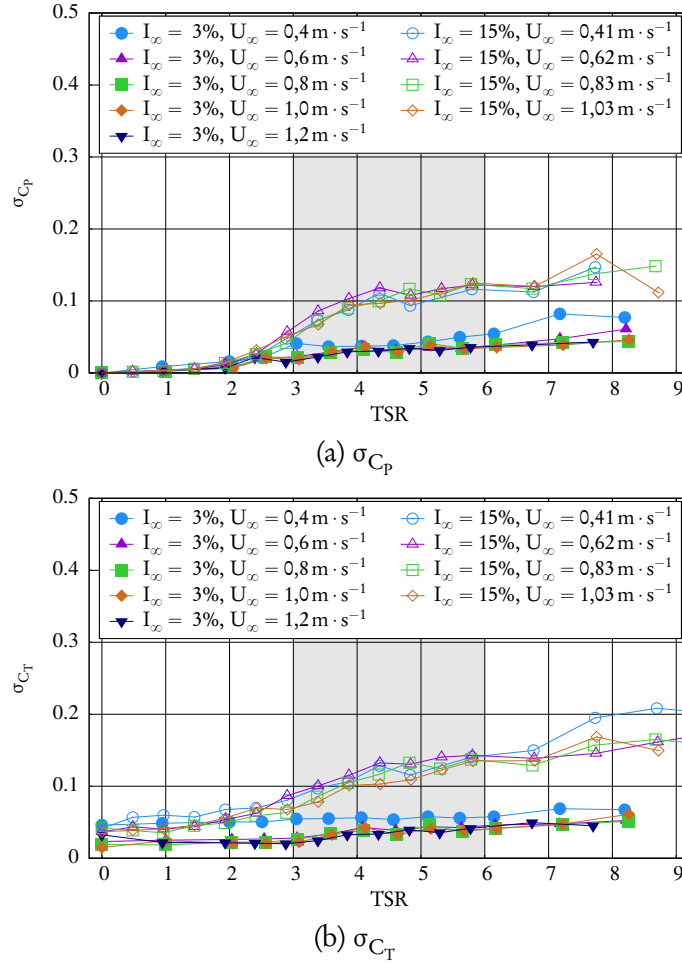 0.5
0.4
0.3
0.2
0.1
0
σ_{C_P}
I∞ = 3%, U∞ = 0,4 m · s⁻¹
I∞ = 3%, U∞ = 0,6 m · s⁻¹
I∞ = 3%, U∞ = 0,8 m · s⁻¹
I∞ = 3%, U∞ = 1,0 m · s⁻¹
I∞ = 3%, U∞ = 1,2 m · s⁻¹
I∞ = 15%, U∞ = 0,41 m · s⁻¹
I∞ = 15%, U∞ = 0,62 m · s⁻¹
I∞ = 15%, U∞ = 0,83 m · s⁻¹
I∞ = 15%, U∞ = 1,03 m · s⁻¹
0 1 2 3 4 5 6 7 8 9
TSR
(a) σ_{C_P}
0.5
0.4
0.3
0.2
0.1
0
σ_{C_T}
I∞ = 3%, U∞ = 0,4 m · s⁻¹
I∞ = 3%, U∞ = 0,6 m · s⁻¹
I∞ = 3%, U∞ = 0,8 m · s⁻¹
I∞ = 3%, U∞ = 1,0 m · s⁻¹
I∞ = 3%, U∞ = 1,2 m · s⁻¹
I∞ = 15%, U∞ = 0,41 m · s⁻¹
I∞ = 15%, U∞ = 0,62 m · s⁻¹
I∞ = 15%, U∞ = 0,83 m · s⁻¹
I∞ = 15%, U∞ = 1,03 m · s⁻¹
0 1 2 3 4 5 6 7 8 9
TSR
(b) σ_{C_T}